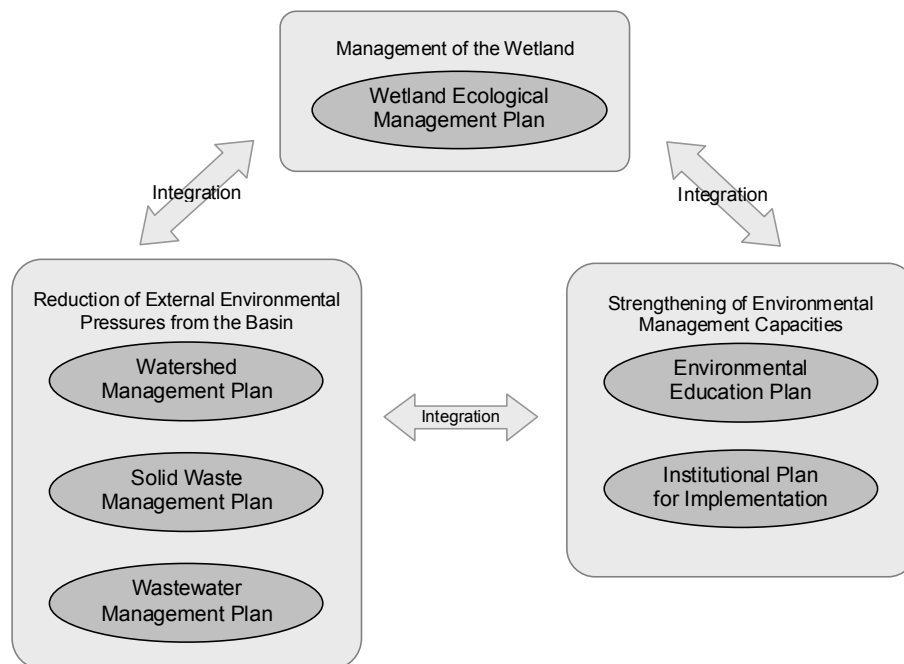 Management of the Wetland
Wetland Ecological
Management Plan
Integration
Integration
Reduction of External Environmental
Pressures from the Basin
Watershed
Management Plan
Solid Waste
Management Plan
Wastewater
Management Plan
Integration
Strengthening of Environmental
Management Capacities
Environmental
Education Plan
Institutional Plan
for Implementation